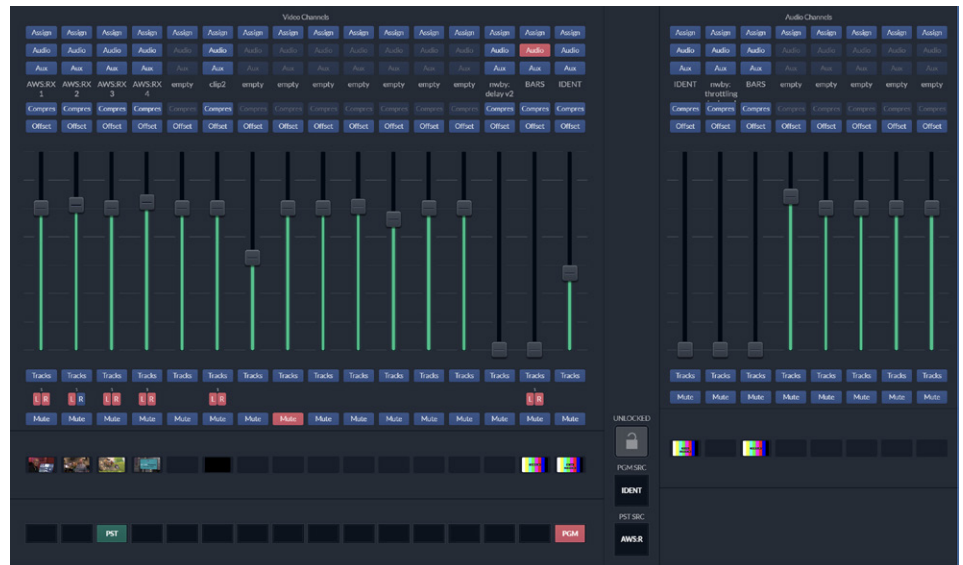 Video Channels
Audio Channels
Assign Assign Assign Assign Assign Assign Assign Assign Assign Assign Assign Assign Assign Assign Assign Assign
Assign Assign Assign Assign Assign Assign Assign Assign
Audio Audio Audio Audio Audio Audio Audio Audio Audio Audio Audio Audio Audio Audio Audio Audio
Audio Audio Audio Audio Audio Audio Audio Audio
Aux Aux Aux Aux Aux Aux Aux Aux Aux Aux Aux Aux Aux Aux Aux Aux
Aux Aux Aux Aux Aux Aux Aux Aux
AWS:RX AWS:RX AWS:RX AWS:RX empty clip2 empty empty empty empty empty empty empty nwby: BARS IDENT
1 2 3 4 delay v2
IDENT nwby: BARS empty empty empty empty empty
throttling
Compres Compres Compres Compres Compres Compres Compres Compres Compres Compres Compres Compres Compres Compres Compres Compres
Compres Compres Compres Compres Compres Compres Compres Compres
Offset Offset Offset Offset Offset Offset Offset Offset Offset Offset Offset Offset Offset Offset Offset Offset
Offset Offset Offset Offset Offset Offset Offset Offset
Tracks Tracks Tracks Tracks Tracks Tracks Tracks Tracks Tracks Tracks Tracks Tracks Tracks Tracks Tracks Tracks
Tracks Tracks Tracks Tracks Tracks Tracks Tracks Tracks
L R L R L R L R L R L R
Mute Mute Mute Mute Mute Mute Mute Mute Mute Mute Mute Mute Mute Mute Mute Mute
Mute Mute Mute Mute Mute Mute Mute Mute
UNLOCKED
PGM SRC
IDENT
PST SRC
AWS:R
PST
PGM